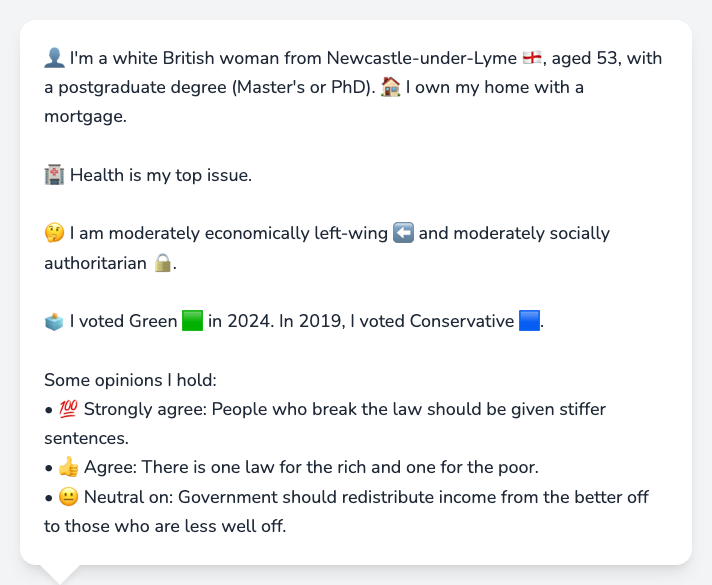 👤 I'm a white British woman from Newcastle-under-Lyme 🏴󠁧󠁢󠁥󠁮󠁧󠁿, aged 53, with
a postgraduate degree (Master's or PhD). 🏠 I own my home with a
mortgage.
🏥 Health is my top issue.
🤔 I am moderately economically left-wing ⬅️ and moderately socially
authoritarian 🔒.
🗳️ I voted Green 🟩 in 2024. In 2019, I voted Conservative 🟦.
Some opinions I hold:
• 💯 Strongly agree: People who break the law should be given stiffer
sentences.
• 👍 Agree: There is one law for the rich and one for the poor.
• 😐 Neutral on: Government should redistribute income from the better off
to those who are less well off.